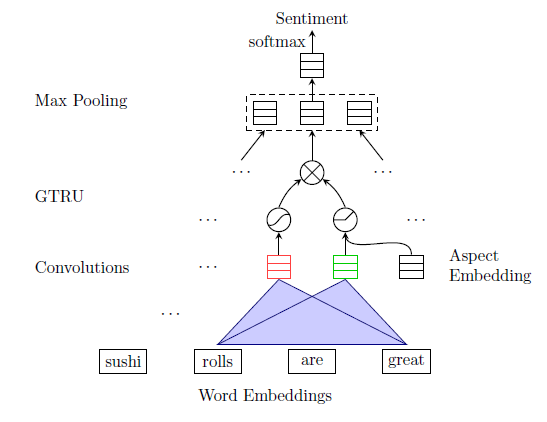 Sentiment
softmax
Max Pooling
...
...
GTRU
...
...
Convolutions
...
Aspect
Embedding
...
sushi
rolls
are
great
Word Embeddings